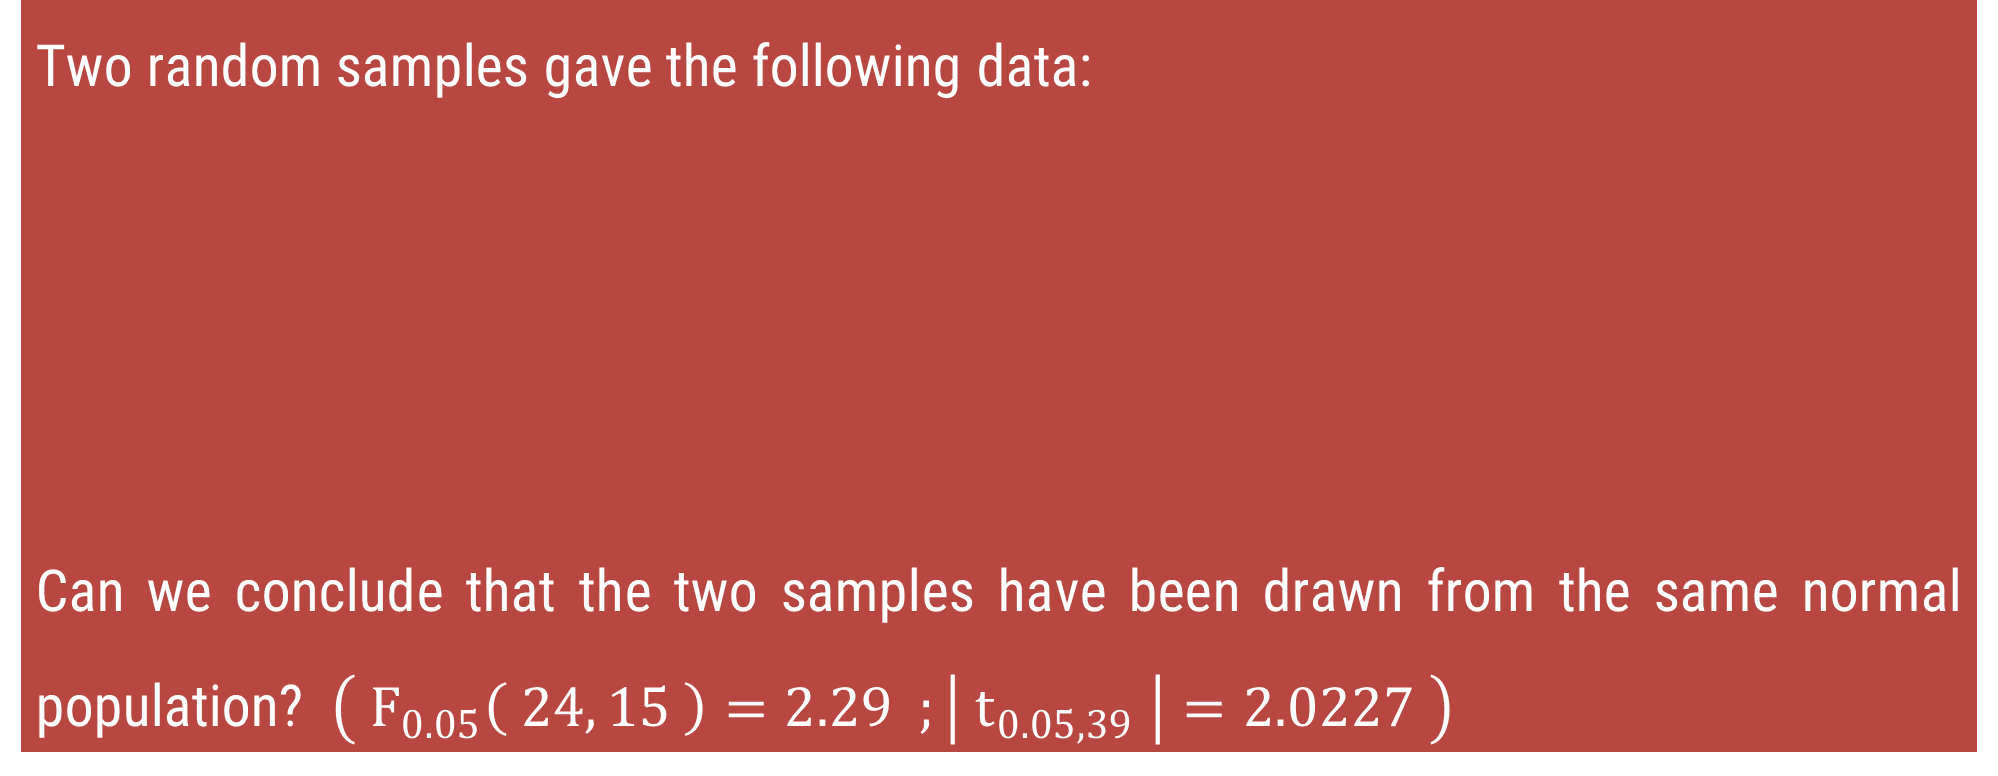 Two random samples gave the following data:
Can we conclude that the two samples have been drawn from the same normal
population? ( F₀.₀₅( 24, 15 ) = 2.29 ; | t₀.₀₅,₃₉ | = 2.0227 )